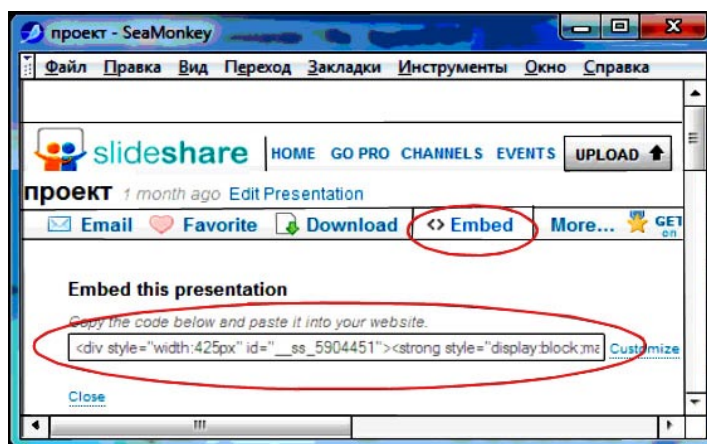 проект - SeaMonkey
Файл Правка Вид Переход Закладки Инструменты Окно Справка
slideshare HOME GO PRO CHANNELS EVENTS UPLOAD
проект 1 month ago Edit Presentation
Email Favorite Download <> Embed More... GET
on
Embed this presentation
Copy the code below and paste it into your website.
<div style="width:425px" id="__ss_5904451"><strong style="display:block;ma Customize
Close